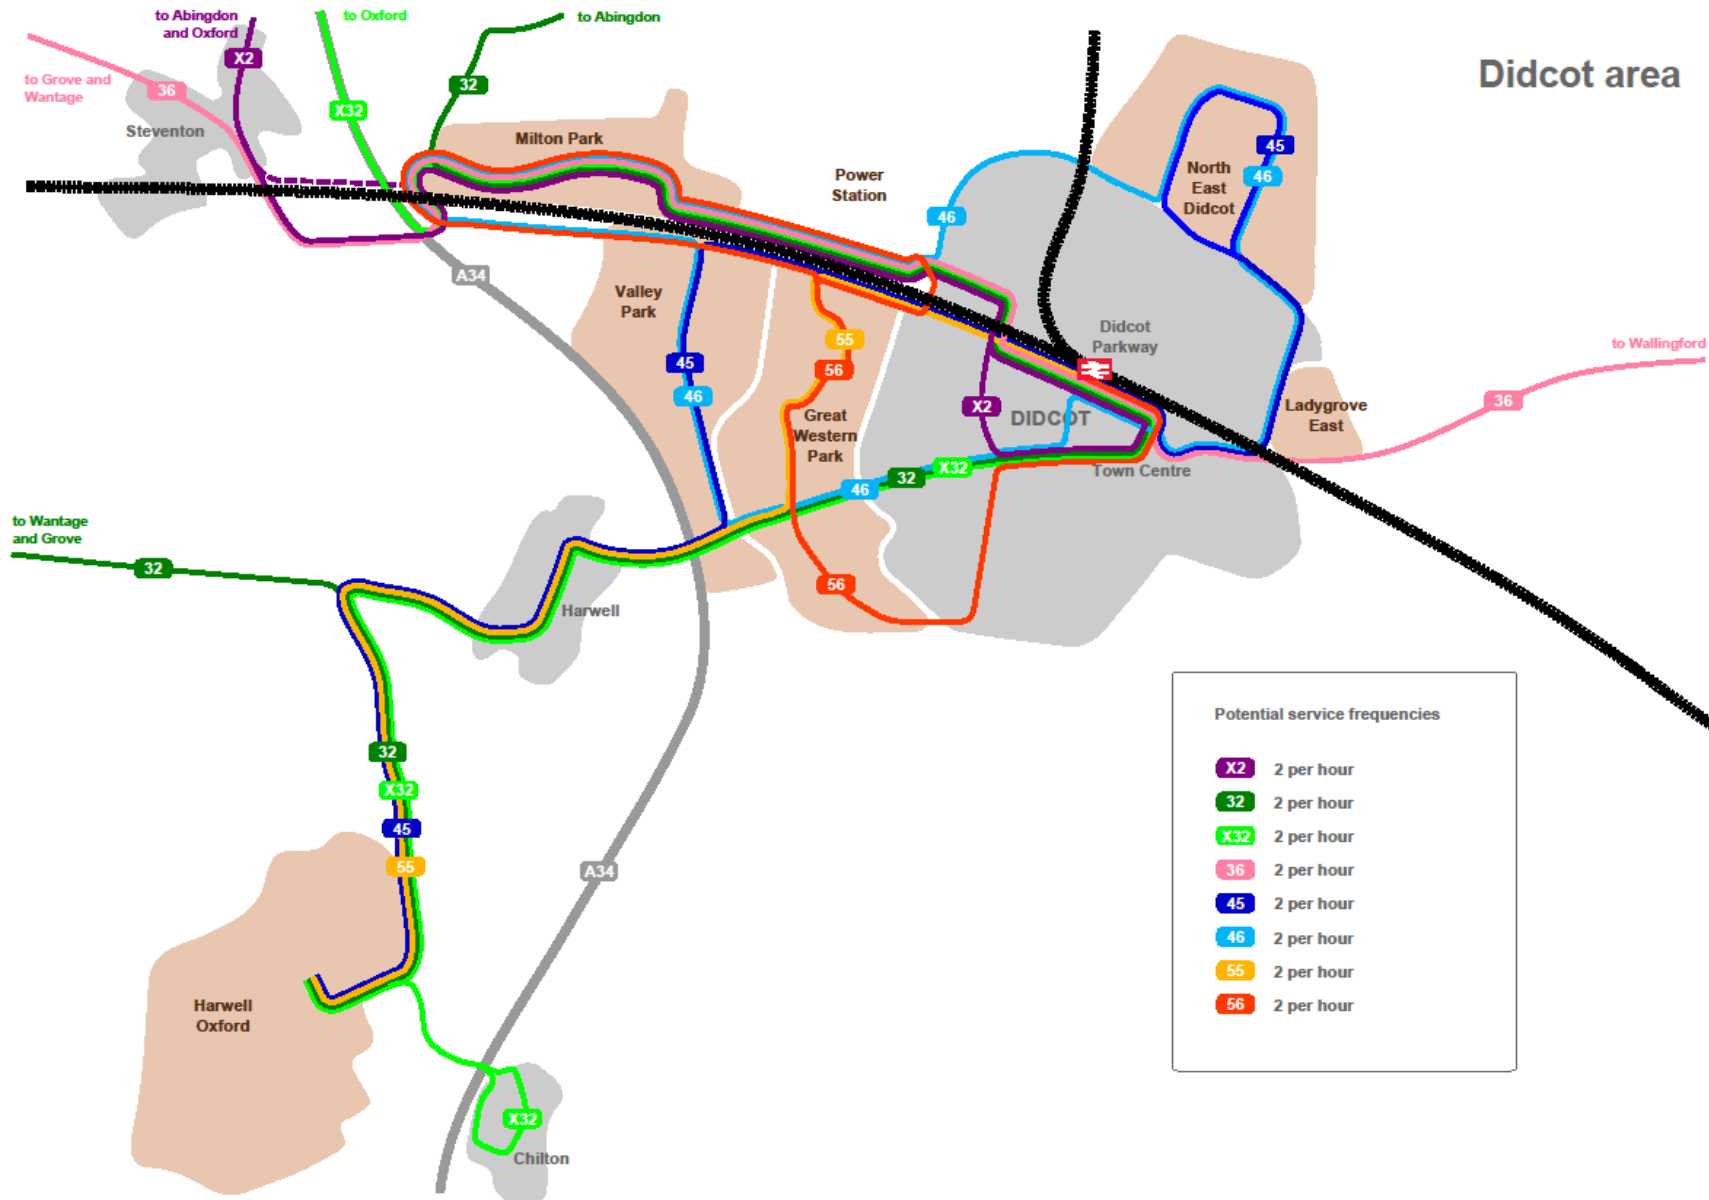 Didcot area
to Abingdon
and Oxford
to Oxford
to Abingdon
to Grove and
Wantage
X2
36
X32
32
Steventon
Milton Park
Power
Station
45
46
North
East
Didcot
46
A34
Valley
Park
Didcot
Parkway
to Wallingford
55
45
56
46
X2
DIDCOT
36
Great
Western
Park
Ladygrove
East
Town Centre
X32
32
46
to Wantage
and Grove
32
56
Harwell
32
X32
45
55
A34
Harwell
Oxford
X32
Chilton
Potential service frequencies
X2 2 per hour
32 2 per hour
X32 2 per hour
36 2 per hour
45 2 per hour
46 2 per hour
55 2 per hour
56 2 per hour